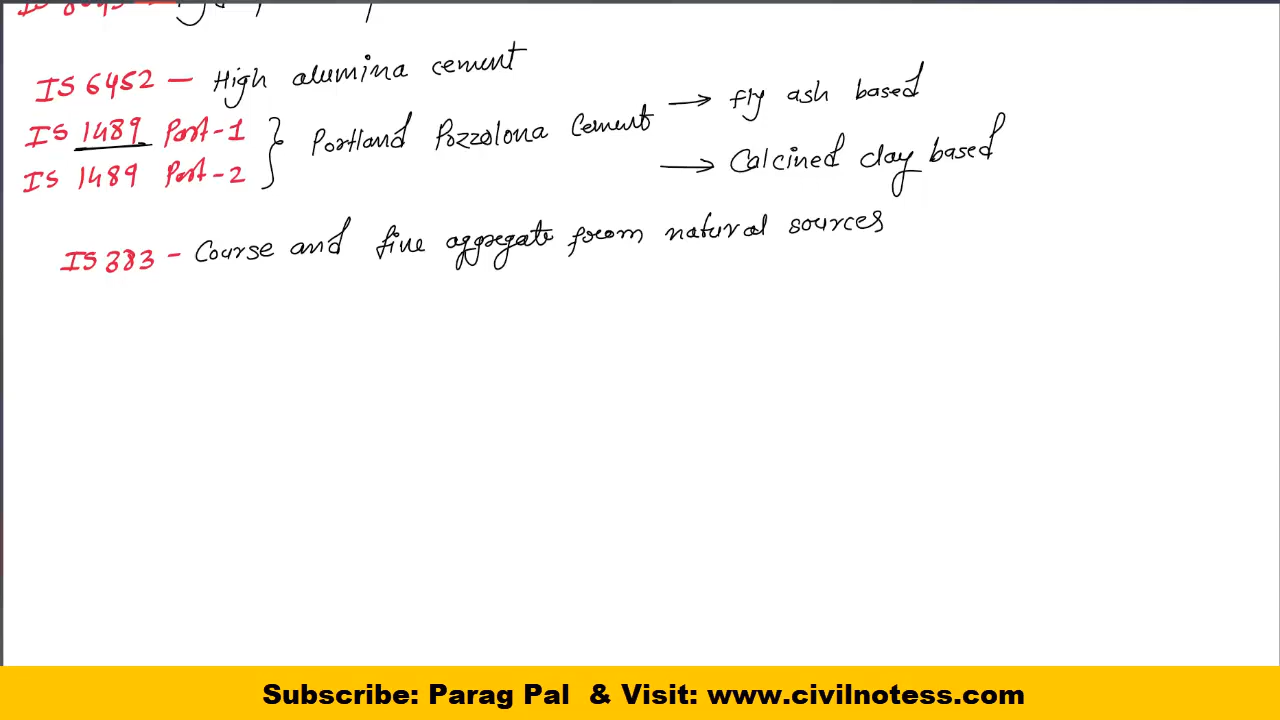 IS 6452 — High alumina cement
IS 1489 Part-1 } Portland Pozzolona Cement → fly ash based
IS 1489 Part-2 → Calcined clay based
IS 383 - Course and fine aggregate from natural sources
Subscribe: Parag Pal & Visit: www.civilnotess.com